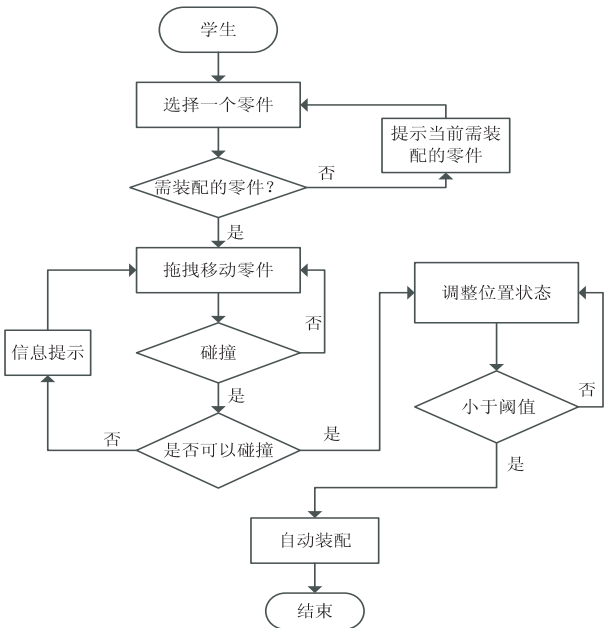 学生
选择一个零件
提示当前需装
配的零件
需装配的零件?
否
是
拖拽移动零件
调整位置状态
否
信息提示
碰撞
否
是
小于阈值
否
是
是否可以碰撞
是
自动装配
结束